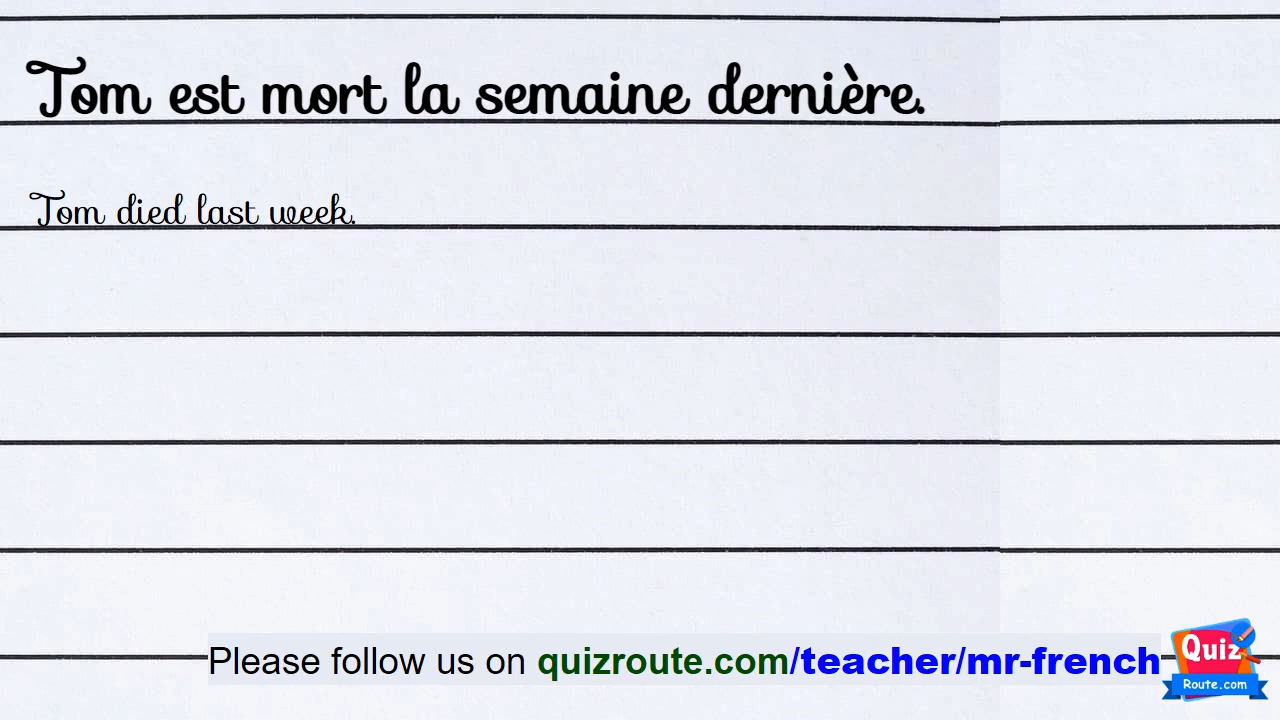 Tom est mort la semaine dernière.
Tom died last week.
Please follow us on quizroute.com/teacher/mr-french
Quiz
Route.com